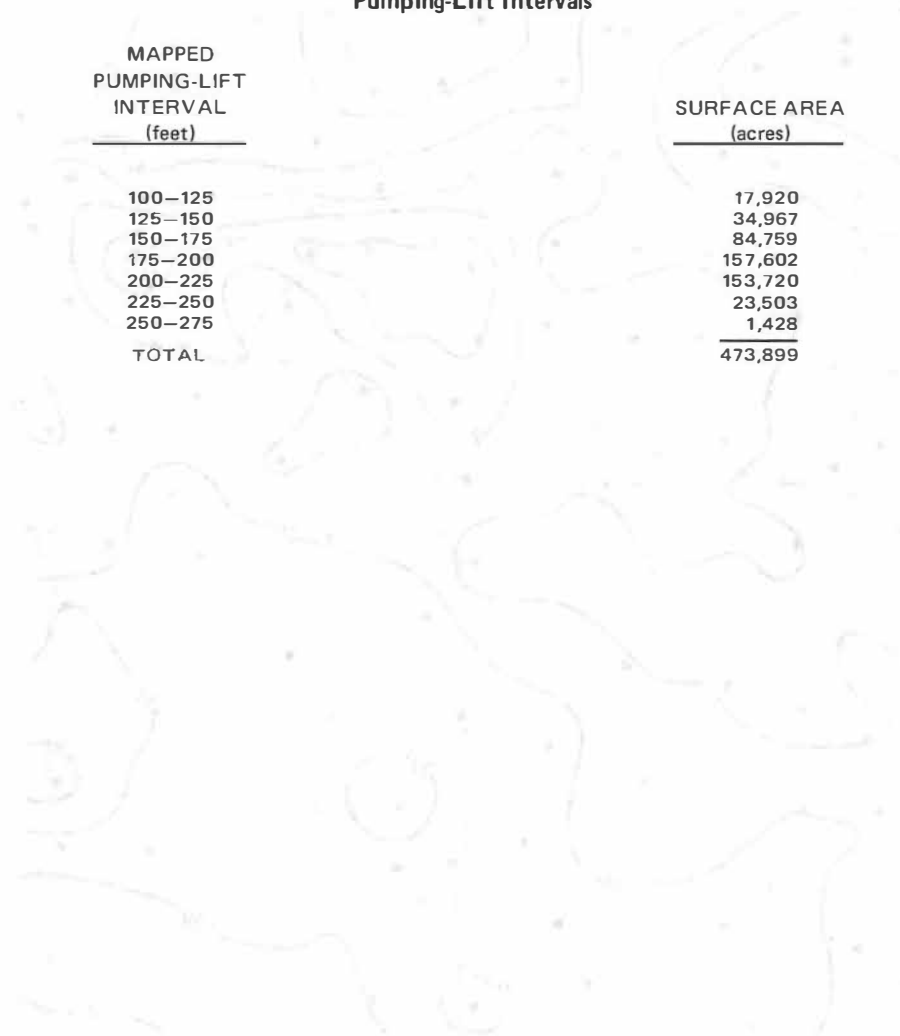 Pumping-Lift Intervals
MAPPED
PUMPING-LIFT
INTERVAL
(feet)
SURFACE AREA
(acres)
100—125 17,920
125—150 34,967
150—175 84,759
175—200 157,602
200—225 153,720
225—250 23,503
250—275 1,428
TOTAL 473,899